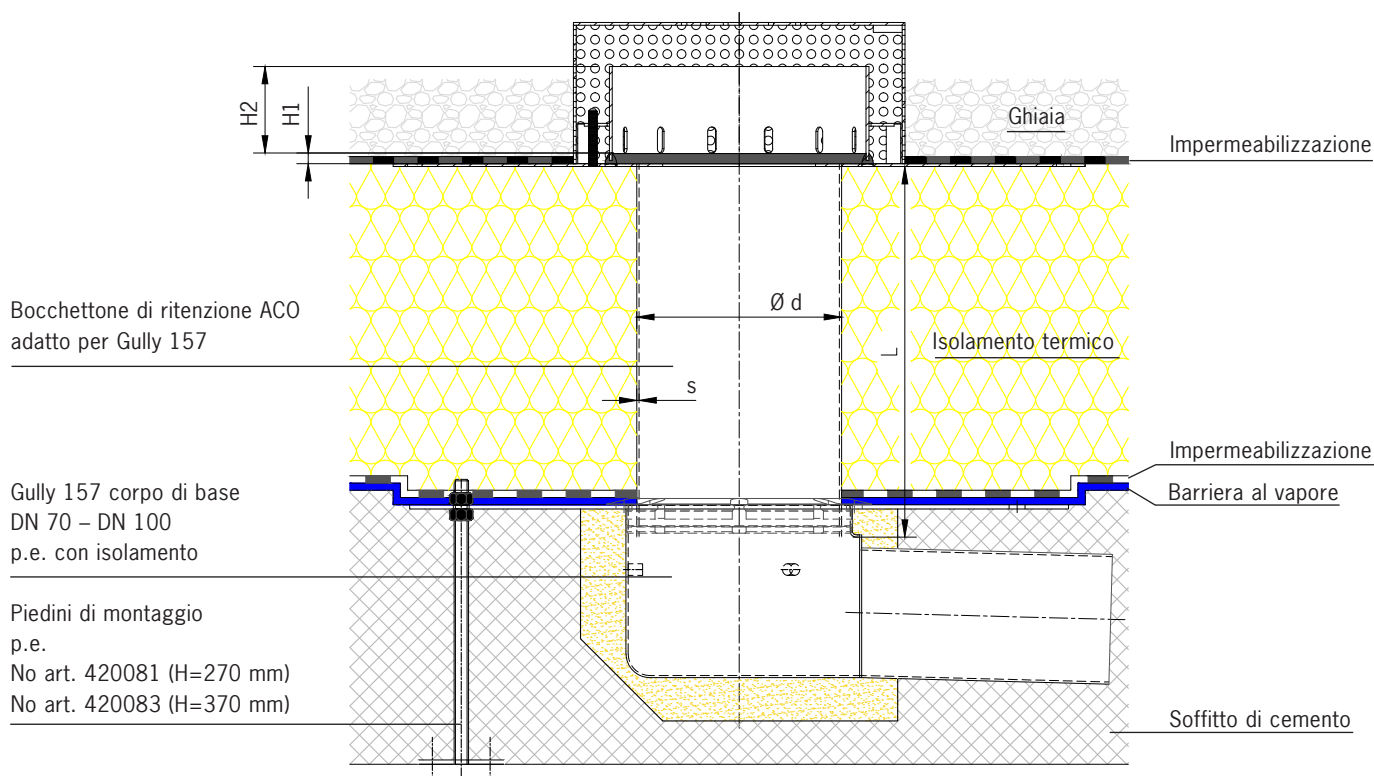 H2
H1
Ghiaia
Impermeabilizzazione
Bocchettone di ritenzione ACO
adatto per Gully 157
Ø d
L
Isolamento termico
s
Impermeabilizzazione
Barriera al vapore
Gully 157 corpo di base
DN 70 – DN 100
p.e. con isolamento
Piedini di montaggio
p.e.
No art. 420081 (H=270 mm)
No art. 420083 (H=370 mm)
Soffitto di cemento